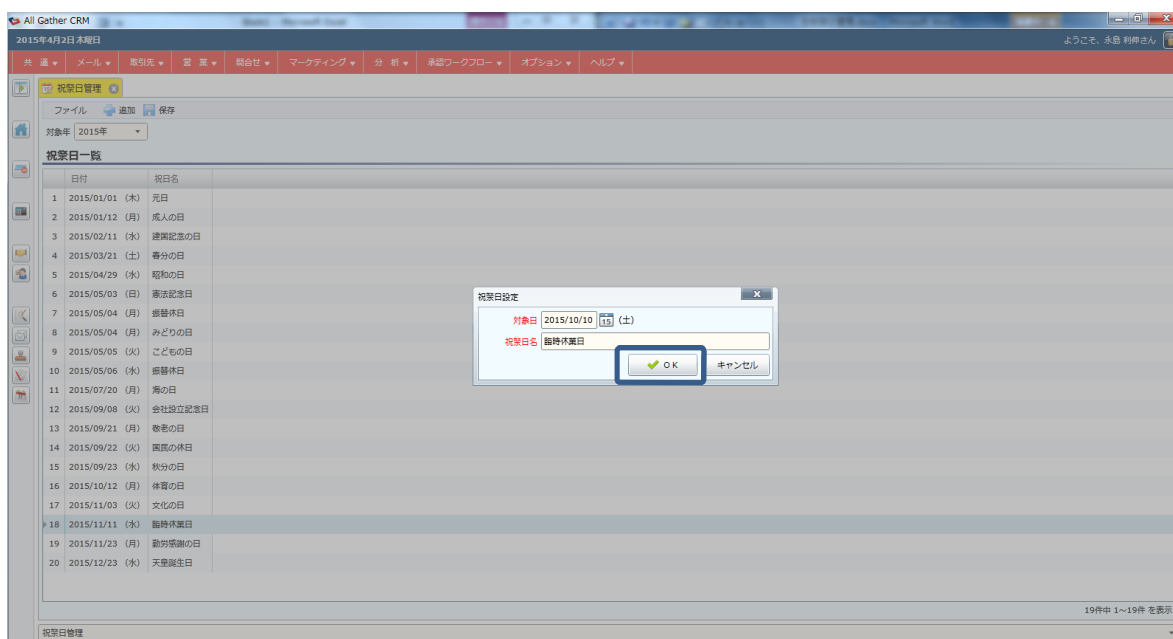 All Gather CRM
2015年4月2日木曜日 ようこそ、永島 利伸さん
共 通▼ メール▼ 取引先▼ 営 業▼ 問合せ▼ マーケティング▼ 分 析▼ 承認ワークフロー▼ オプション▼ ヘルプ▼
祝祭日管理
ファイル 追加 保存
対象年 2015年
祝祭日一覧
日付 祝日名
1 2015/01/01 (木) 元日
2 2015/01/12 (月) 成人の日
3 2015/02/11 (水) 建国記念の日
4 2015/03/21 (土) 春分の日
5 2015/04/29 (水) 昭和の日
6 2015/05/03 (日) 憲法記念日
7 2015/05/04 (月) 振替休日
8 2015/05/04 (月) みどりの日
9 2015/05/05 (火) こどもの日
10 2015/05/06 (水) 振替休日
11 2015/07/20 (月) 海の日
12 2015/09/08 (火) 会社設立記念日
13 2015/09/21 (月) 敬老の日
14 2015/09/22 (火) 国民の休日
15 2015/09/23 (水) 秋分の日
16 2015/10/12 (月) 体育の日
17 2015/11/03 (火) 文化の日
18 2015/11/11 (水) 臨時休業日
19 2015/11/23 (月) 勤労感謝の日
20 2015/12/23 (水) 天皇誕生日
祝祭日設定
対象日 2015/10/10 15 (土)
祝祭日名 臨時休業日
OK キャンセル
19件中 1～19件 を表示
祝祭日管理